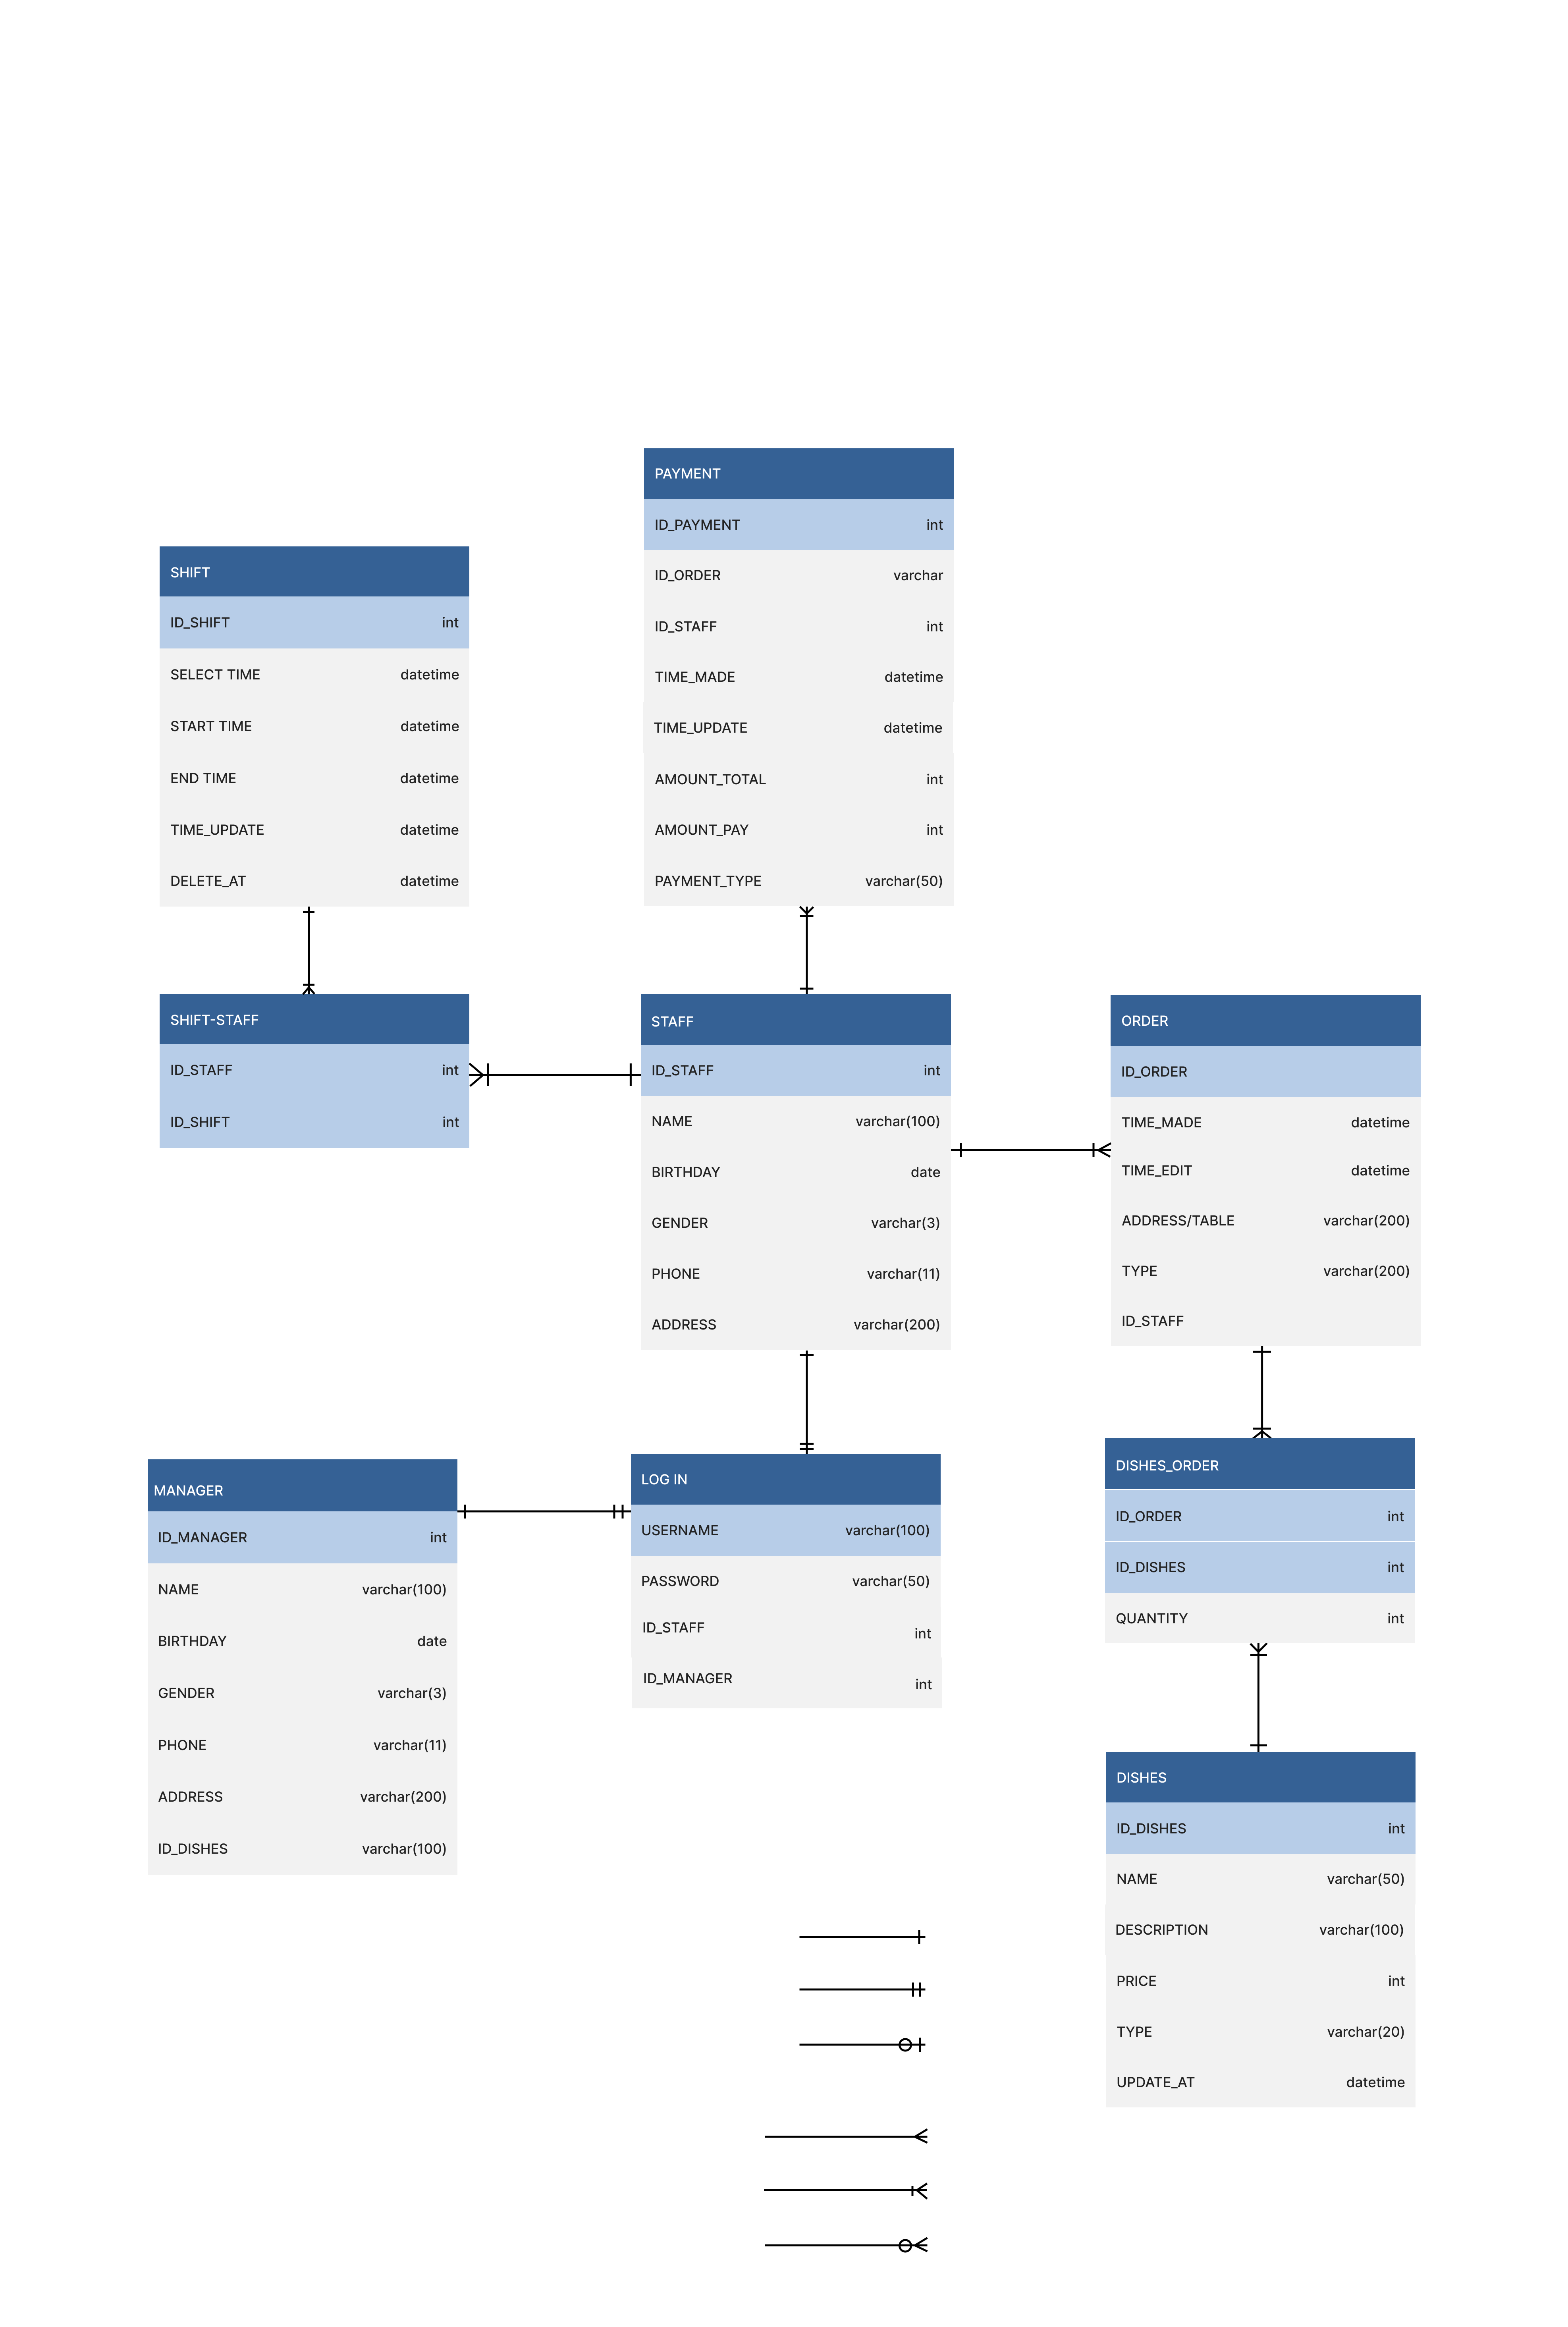 PAYMENT
ID_PAYMENT int
ID_ORDER varchar
ID_STAFF int
TIME_MADE datetime
TIME_UPDATE datetime
AMOUNT_TOTAL int
AMOUNT_PAY int
PAYMENT_TYPE varchar(50)
SHIFT
ID_SHIFT int
SELECT TIME datetime
START TIME datetime
END TIME datetime
TIME_UPDATE datetime
DELETE_AT datetime
SHIFT-STAFF
ID_STAFF int
ID_SHIFT int
STAFF
ID_STAFF int
NAME varchar(100)
BIRTHDAY date
GENDER varchar(3)
PHONE varchar(11)
ADDRESS varchar(200)
ORDER
ID_ORDER
TIME_MADE datetime
TIME_EDIT datetime
ADDRESS/TABLE varchar(200)
TYPE varchar(200)
ID_STAFF
MANAGER
ID_MANAGER int
NAME varchar(100)
BIRTHDAY date
GENDER varchar(3)
PHONE varchar(11)
ADDRESS varchar(200)
ID_DISHES varchar(100)
LOG IN
USERNAME varchar(100)
PASSWORD varchar(50)
ID_STAFF int
ID_MANAGER int
DISHES_ORDER
ID_ORDER int
ID_DISHES int
QUANTITY int
DISHES
ID_DISHES int
NAME varchar(50)
DESCRIPTION varchar(100)
PRICE int
TYPE varchar(20)
UPDATE_AT datetime